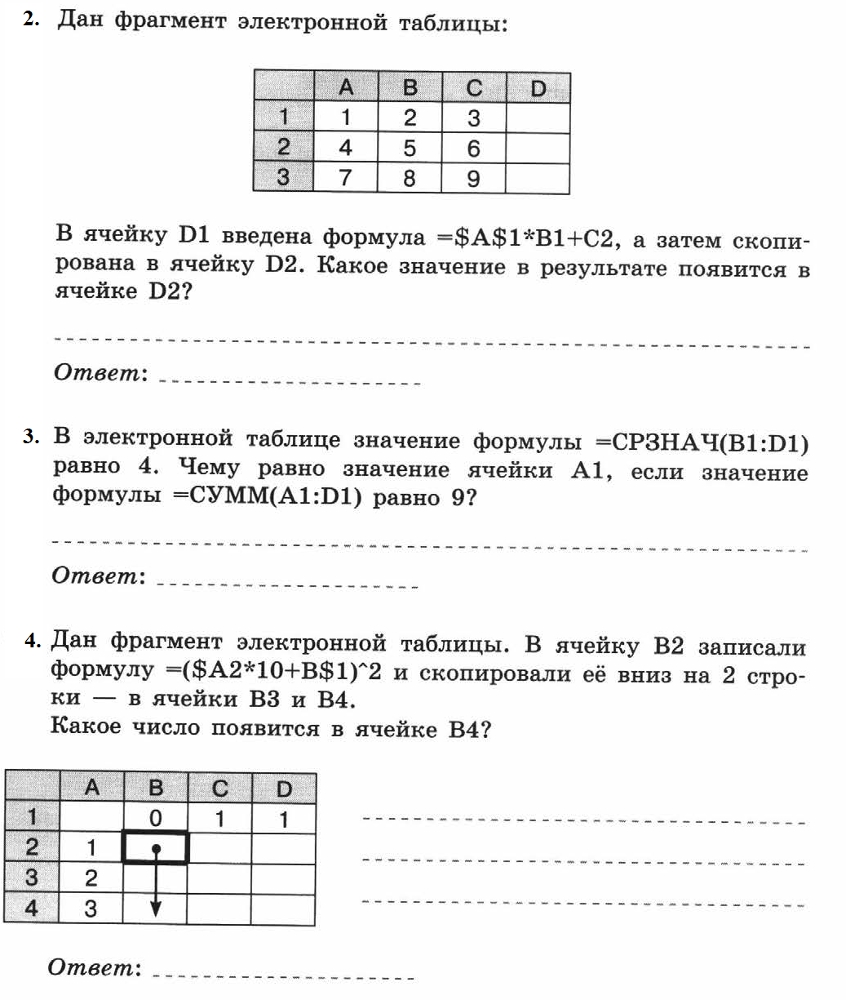 2. Дан фрагмент электронной таблицы:
A B C D
1 1 2 3
2 4 5 6
3 7 8 9
В ячейку D1 введена формула =$A$1*B1+C2, а затем скопи-
рована в ячейку D2. Какое значение в результате появится в
ячейке D2?
Ответ:
3. В электронной таблице значение формулы =СРЗНАЧ(B1:D1)
равно 4. Чему равно значение ячейки A1, если значение
формулы =СУММ(A1:D1) равно 9?
Ответ:
4. Дан фрагмент электронной таблицы. В ячейку B2 записали
формулу =($A2*10+B$1)^2 и скопировали её вниз на 2 стро-
ки — в ячейки B3 и B4.
Какое число появится в ячейке B4?
A B C D
1 0 1 1
2 1
3 2
4 3
Ответ: